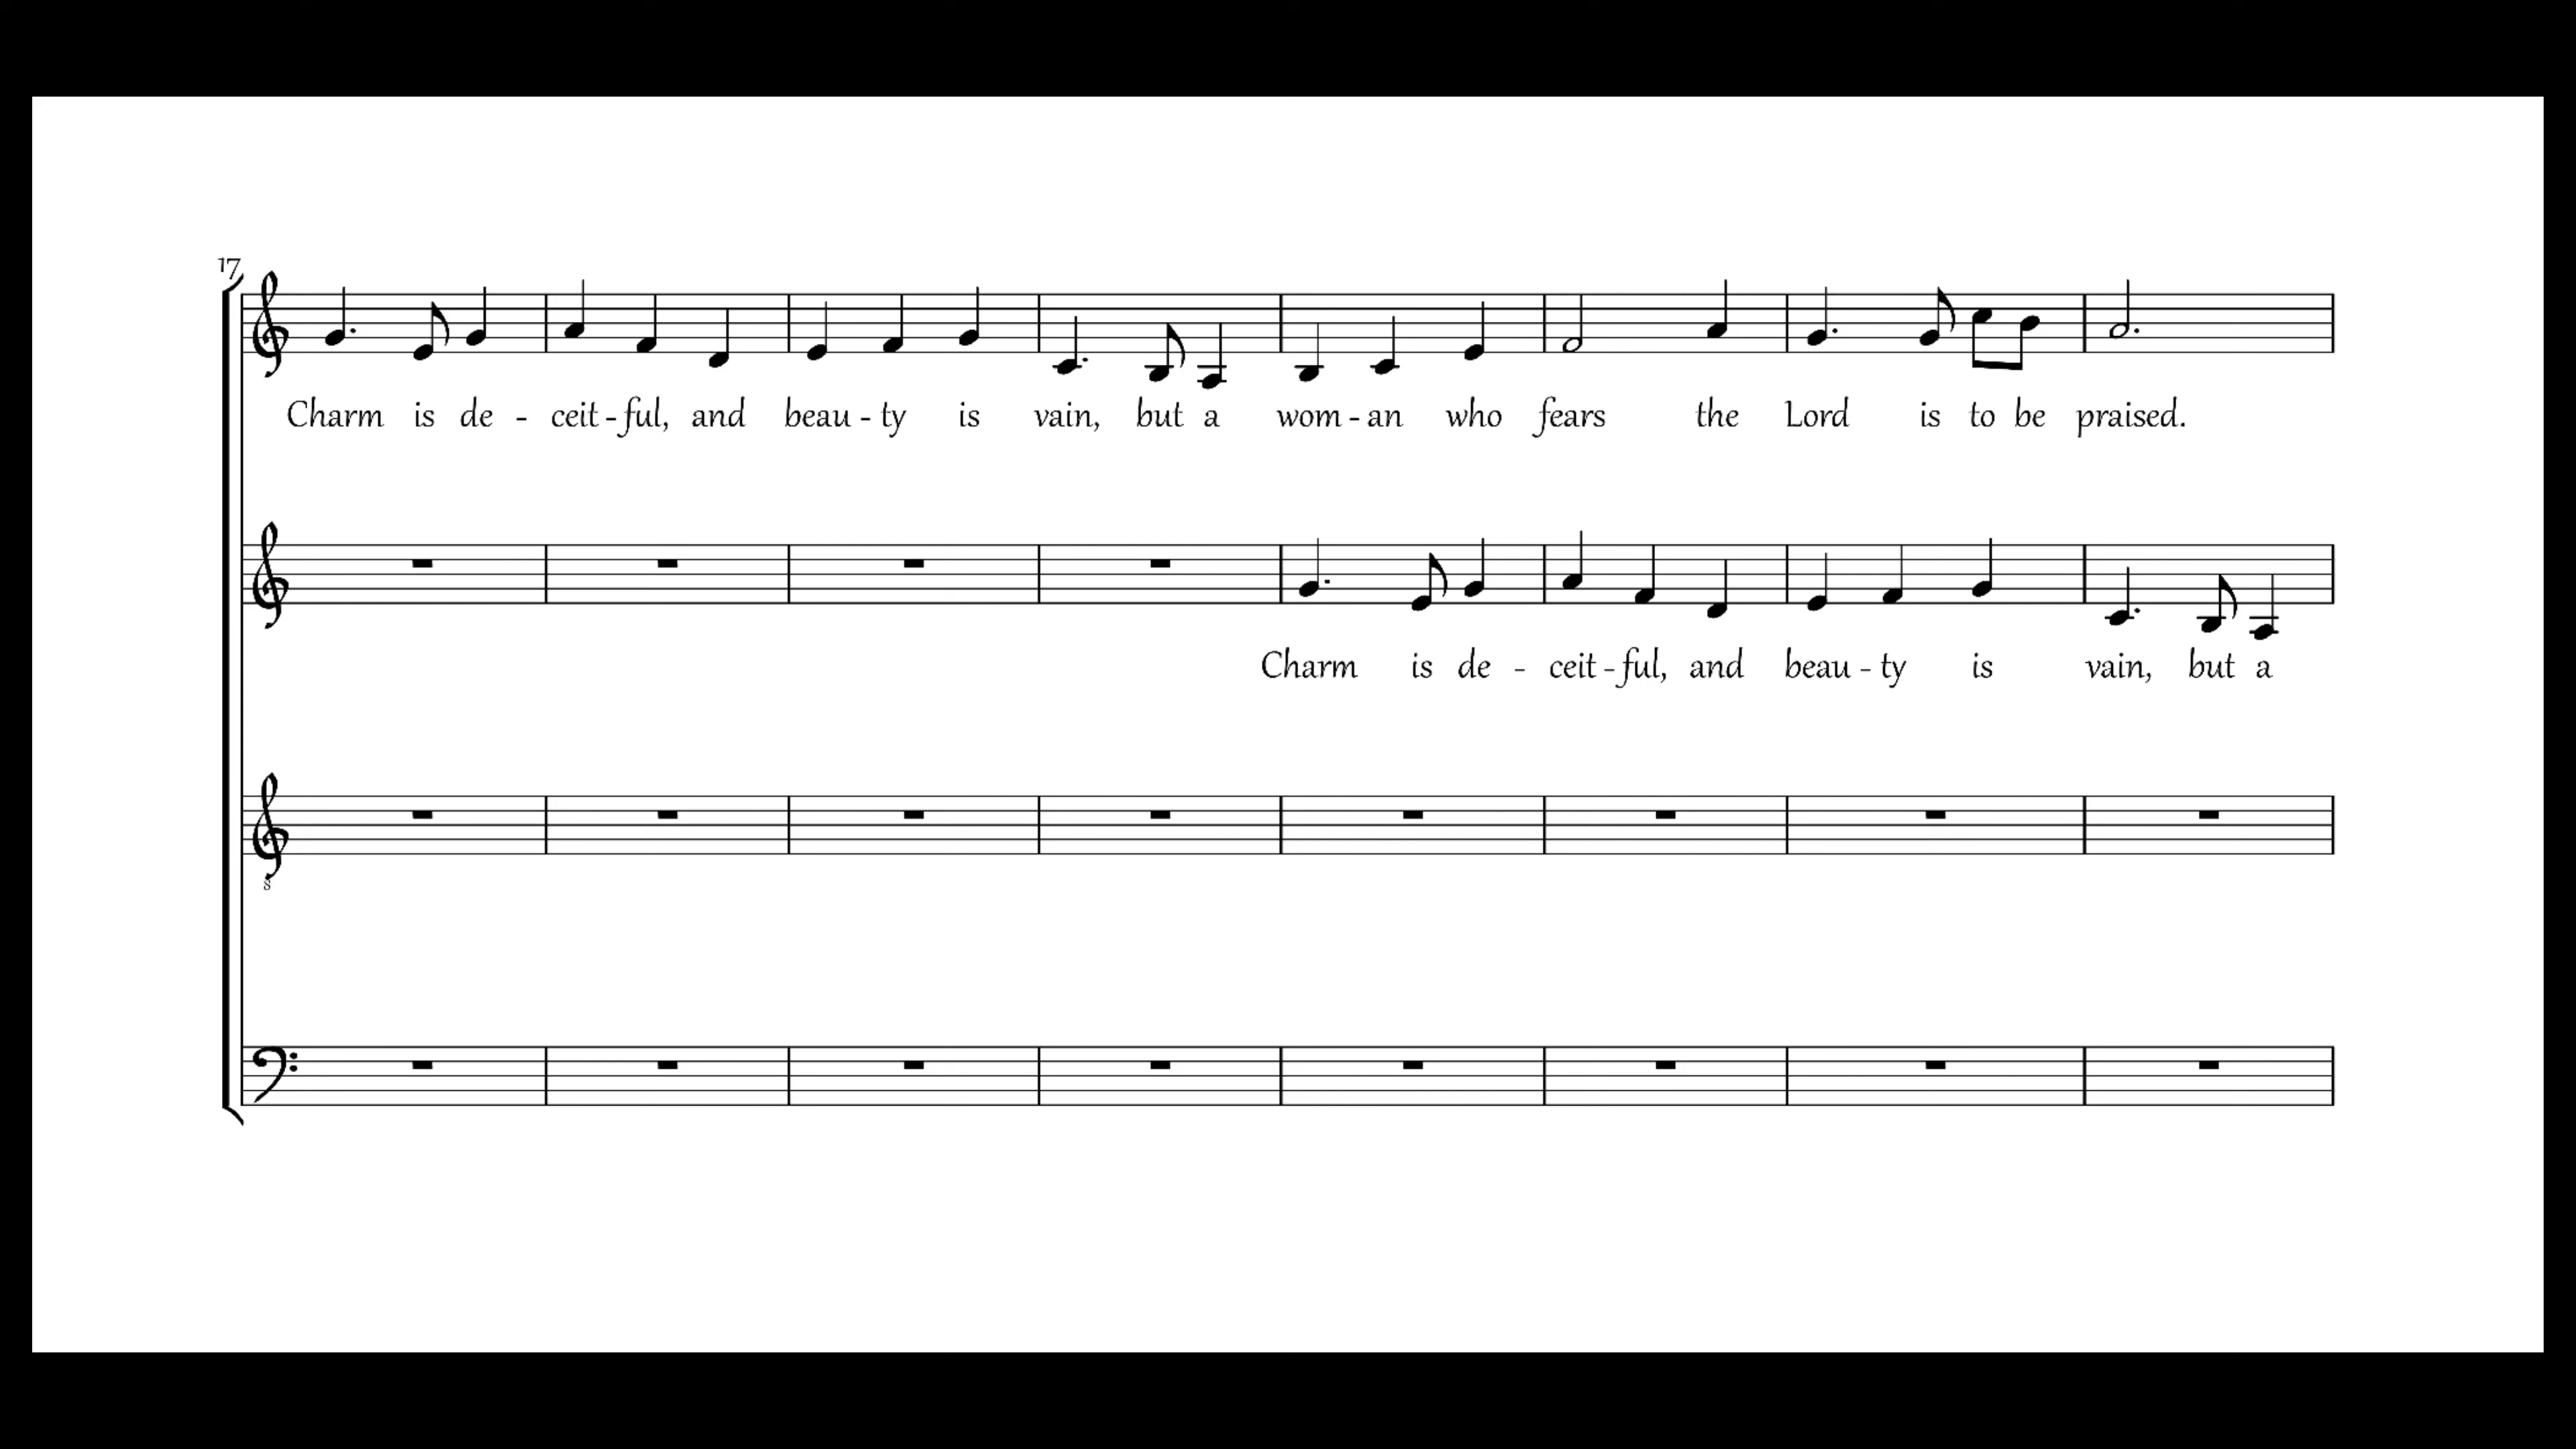 17
Charm is de - ceit - ful, and beau - ty is vain, but a wom - an who fears the Lord is to be praised.
Charm is de - ceit - ful, and beau - ty is vain, but a
8